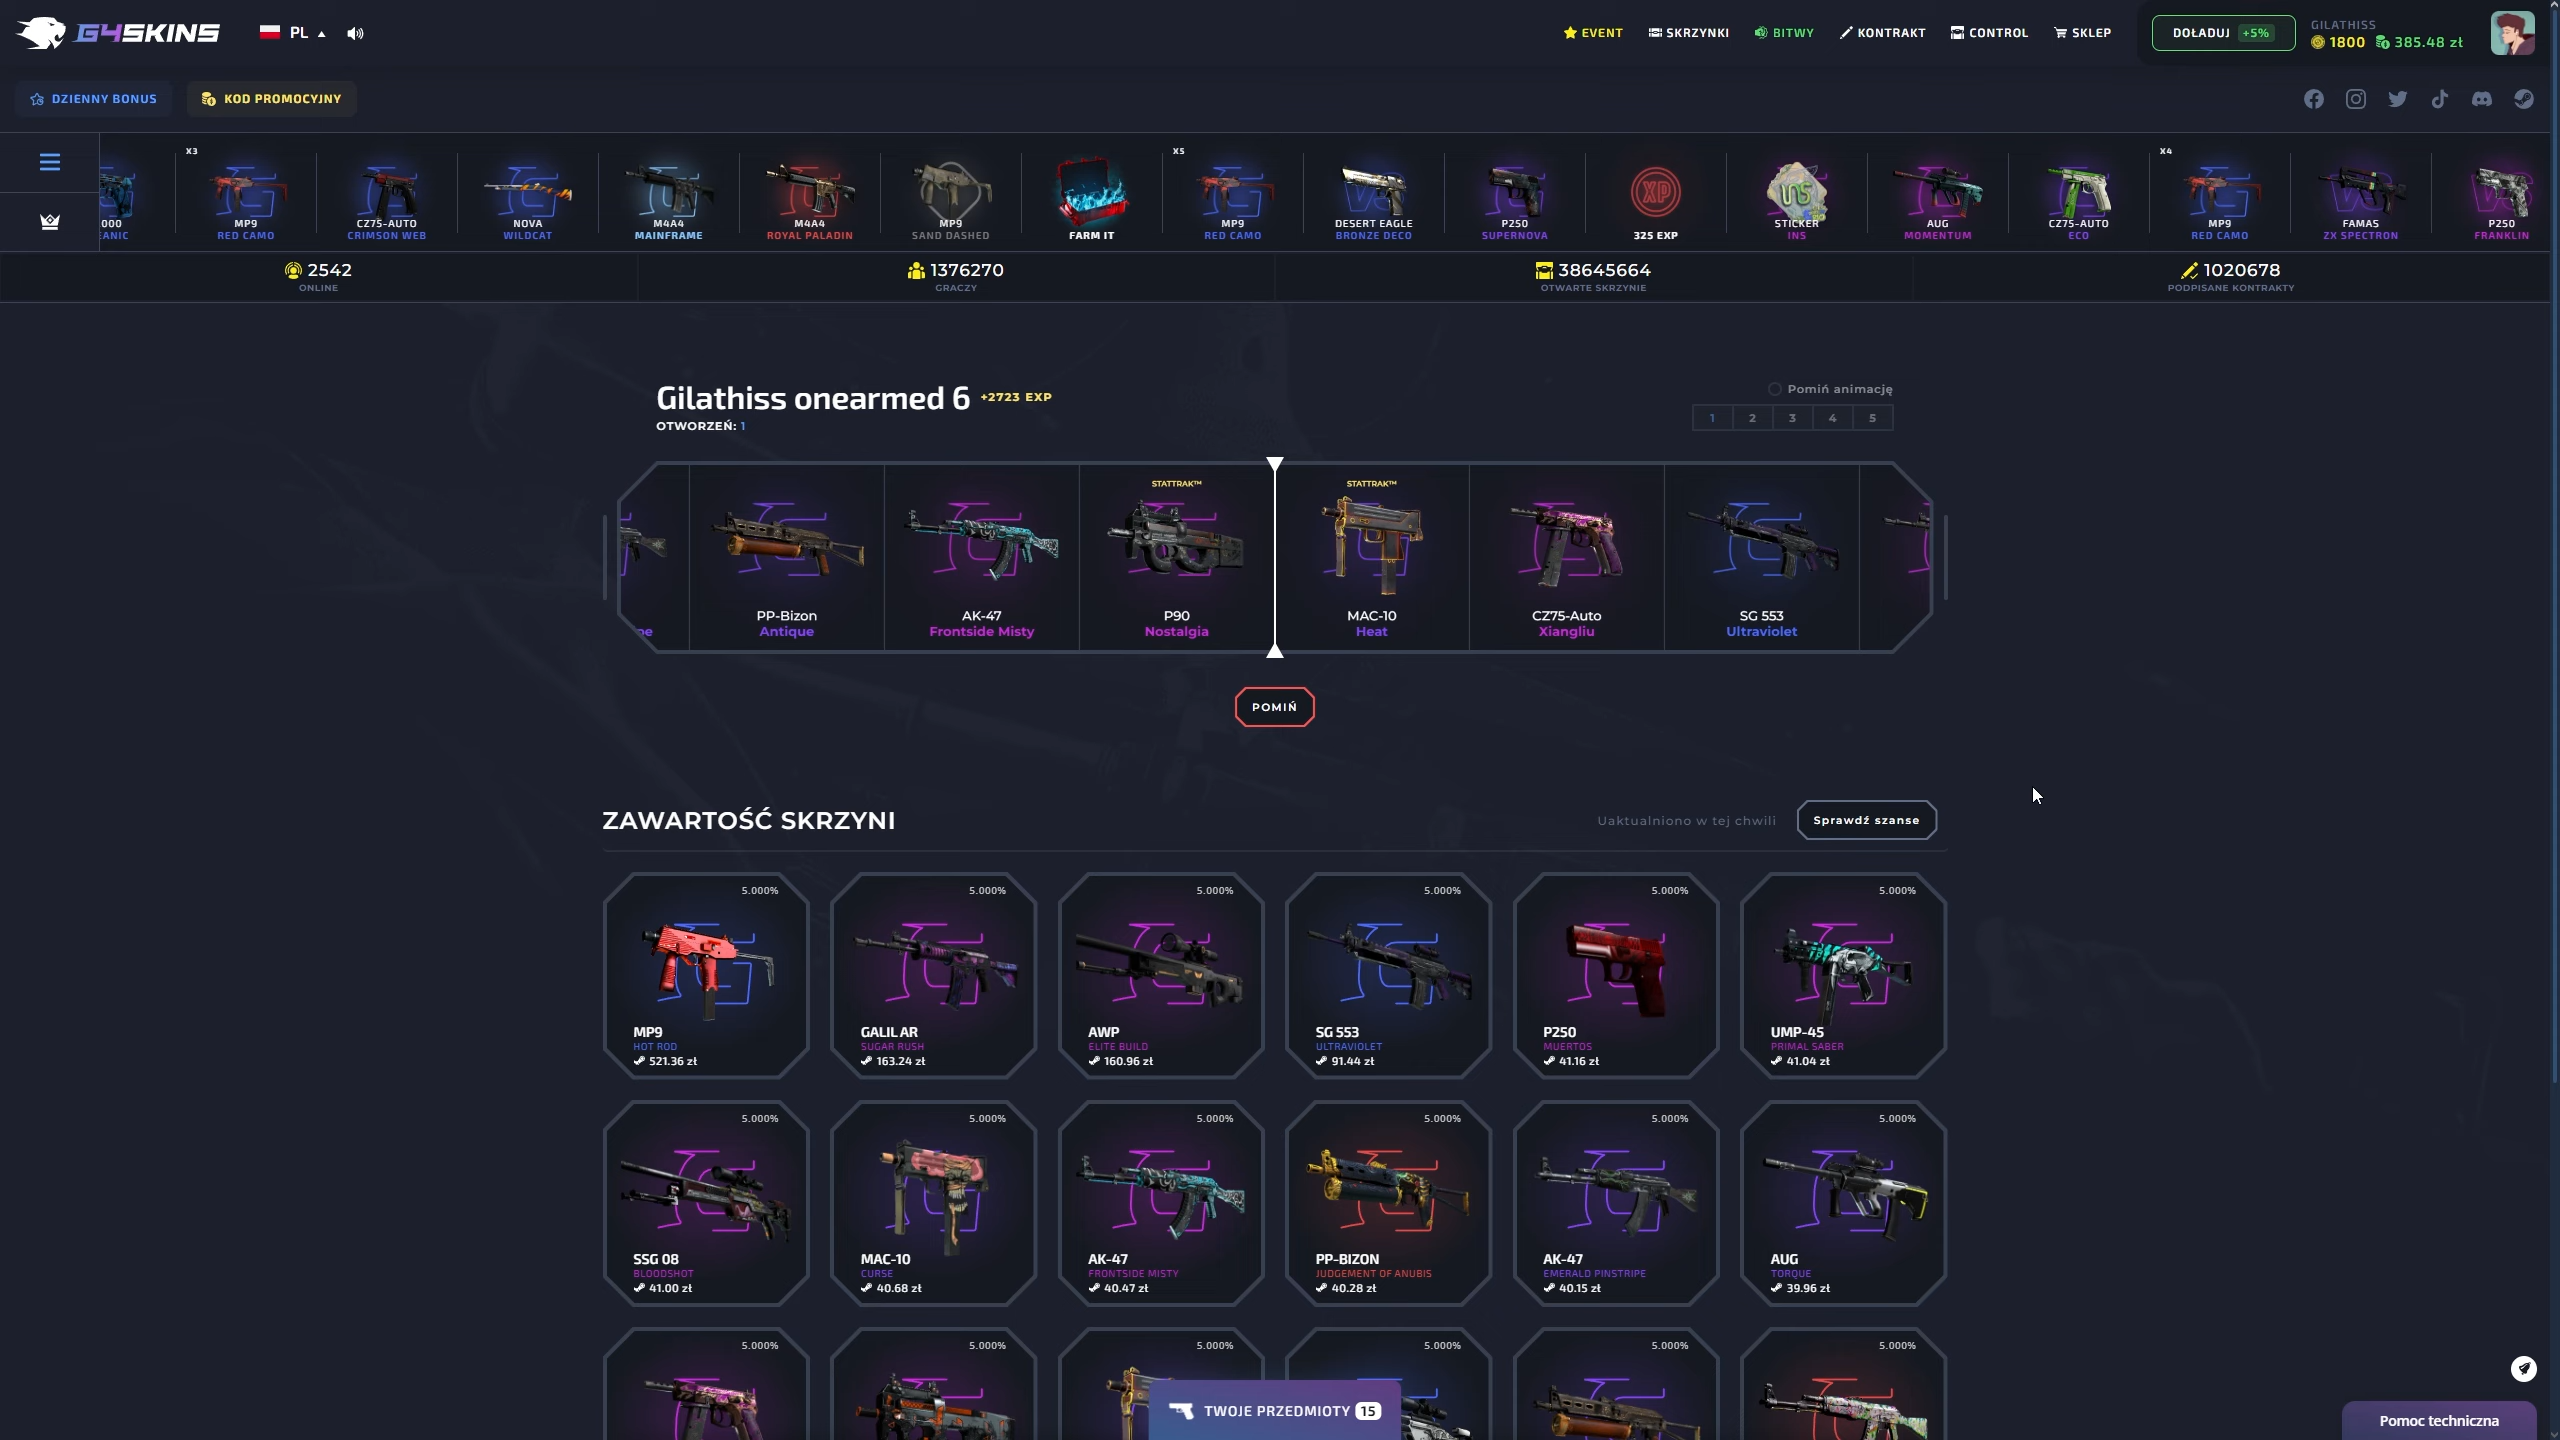 G4SKINS
PL
EVENT
SKRZYNKI
BITWY
KONTRAKT
CONTROL
SKLEP
DOŁADUJ +5%
GILATHISS
1800 385.48 zł
DZIENNY BONUS
KOD PROMOCYJNY
000
EANIC
X3
MP9
RED CAMO
CZ75-AUTO
CRIMSON WEB
NOVA
WILDCAT
M4A4
MAINFRAME
M4A4
ROYAL PALADIN
MP9
SAND DASHED
FARM IT
X5
MP9
RED CAMO
DESERT EAGLE
BRONZE DECO
P250
SUPERNOVA
XP
325 EXP
STICKER
INS
AUG
MOMENTUM
CZ75-AUTO
ECO
X4
MP9
RED CAMO
FAMAS
ZX SPECTRON
P250
FRANKLIN
2542
ONLINE
1376270
GRACZY
38645664
OTWARTE SKRZYNIE
1020678
PODPISANE KONTRAKTY
Gilathiss onearmed 6 +2723 EXP
OTWORZEŃ: 1
Pomiń animację
1 2 3 4 5
pe
PP-Bizon
Antique
AK-47
Frontside Misty
STATTRAK™
P90
Nostalgia
STATTRAK™
MAC-10
Heat
CZ75-Auto
Xiangliu
SG 553
Ultraviolet
POMIŃ
ZAWARTOŚĆ SKRZYNI
Uaktualniono w tej chwili
Sprawdź szanse
5.000%
MP9
HOT ROD
521.36 zł
5.000%
GALIL AR
SUGAR RUSH
163.24 zł
5.000%
AWP
ELITE BUILD
160.96 zł
5.000%
SG 553
ULTRAVIOLET
91.44 zł
5.000%
P250
MUERTOS
41.16 zł
5.000%
UMP-45
PRIMAL SABER
41.04 zł
5.000%
SSG 08
BLOODSHOT
41.00 zł
5.000%
MAC-10
CURSE
40.68 zł
5.000%
AK-47
FRONTSIDE MISTY
40.47 zł
5.000%
PP-BIZON
JUDGEMENT OF ANUBIS
40.28 zł
5.000%
AK-47
EMERALD PINSTRIPE
40.15 zł
5.000%
AUG
TORQUE
39.96 zł
5.000%
5.000%
5.000%
5.000%
5.000%
5.000%
TWOJE PRZEDMIOTY 15
Pomoc techniczna